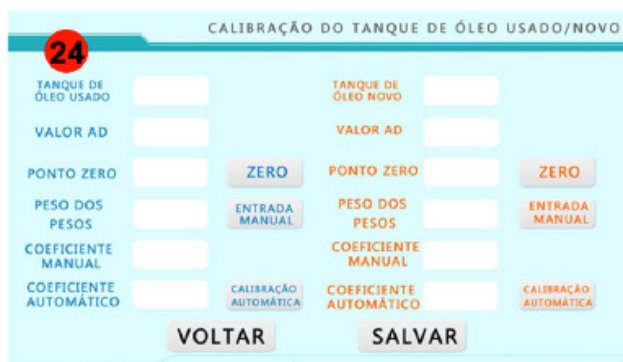 CALIBRAÇÃO DO TANQUE DE ÓLEO USADO/NOVO
24
TANQUE DE
ÓLEO USADO
TANQUE DE
ÓLEO NOVO
VALOR AD
VALOR AD
PONTO ZERO
ZERO
PONTO ZERO
ZERO
PESO DOS
PESOS
ENTRADA
MANUAL
PESO DOS
PESOS
ENTRADA
MANUAL
COEFICIENTE
MANUAL
COEFICIENTE
MANUAL
COEFICIENTE
AUTOMÁTICO
CALIBRAÇÃO
AUTOMÁTICA
COEFICIENTE
AUTOMÁTICO
CALIBRAÇÃO
AUTOMÁTICA
VOLTAR
SALVAR